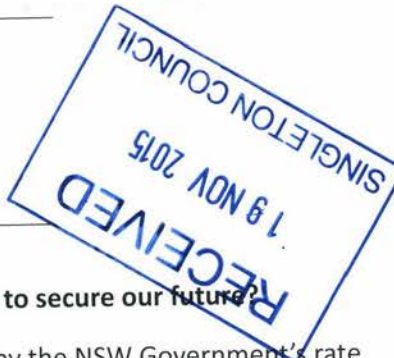 SINGLETON COUNCIL
19 NOV 2015
RECEIVED
to secure our future?
by the NSW Government's rate